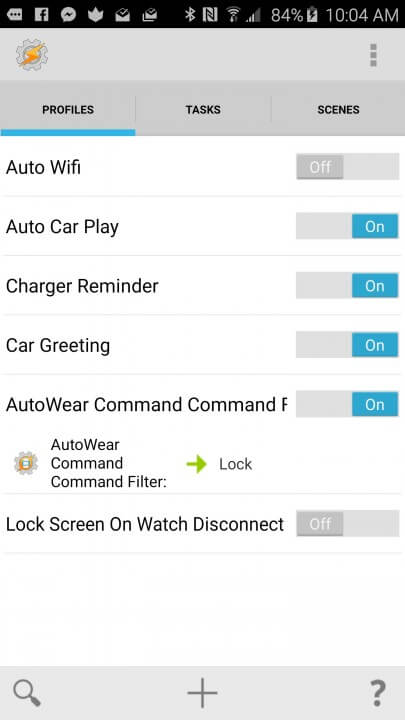 84% 10:04 AM
PROFILES TASKS SCENES
Auto Wifi Off
Auto Car Play On
Charger Reminder On
Car Greeting On
AutoWear Command Command F On
AutoWear
Command
Command Filter:
Lock
Lock Screen On Watch Disconnect Off
?